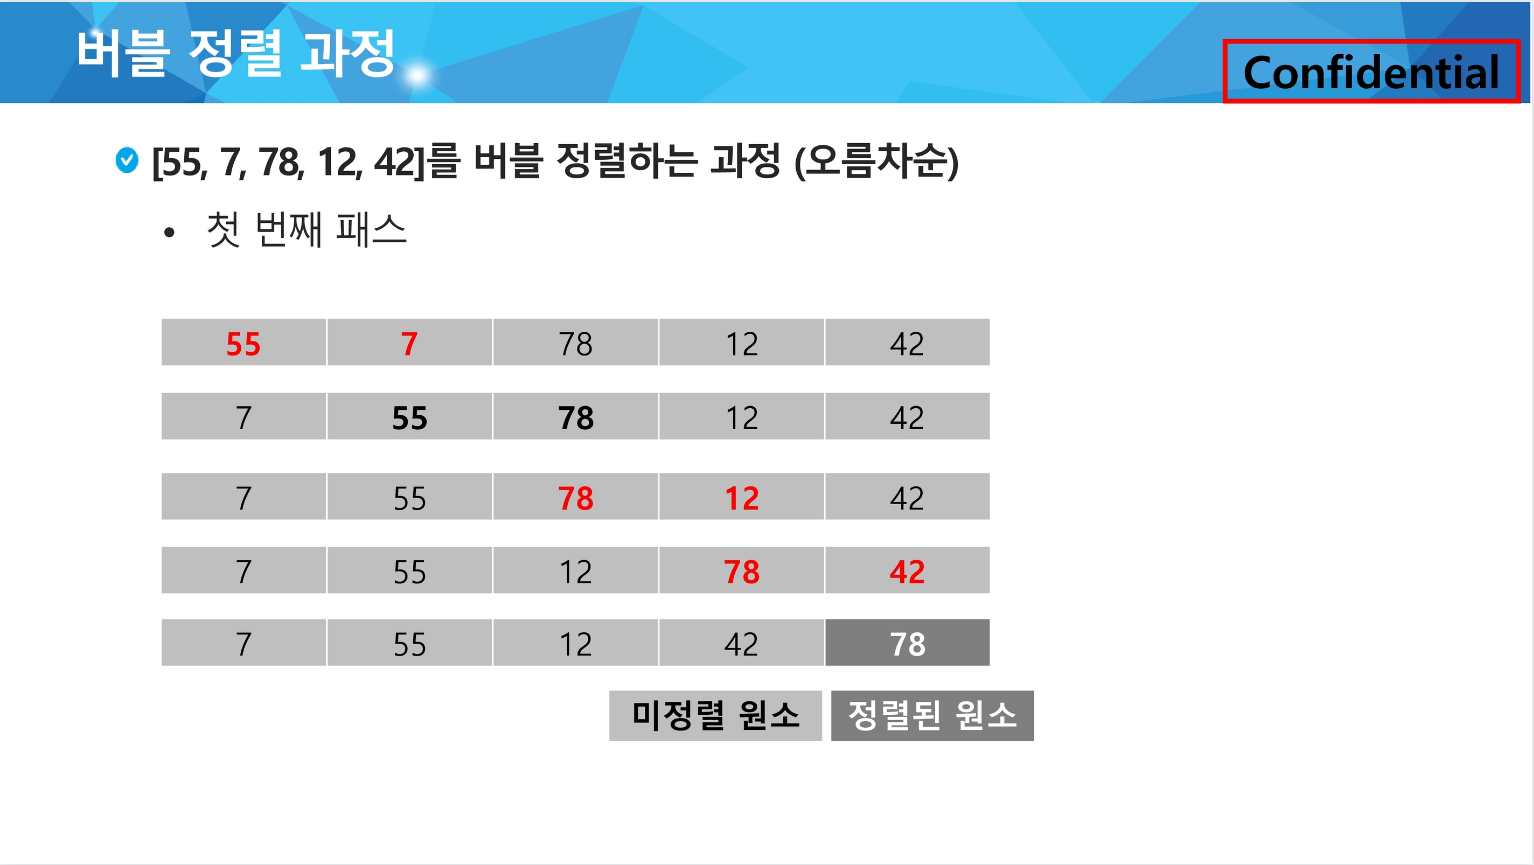 버블 정렬 과정
Confidential
[55, 7, 78, 12, 42]를 버블 정렬하는 과정 (오름차순)
• 첫 번째 패스
55 7 78 12 42
7 55 78 12 42
7 55 78 12 42
7 55 12 78 42
7 55 12 42 78
미정렬 원소 정렬된 원소